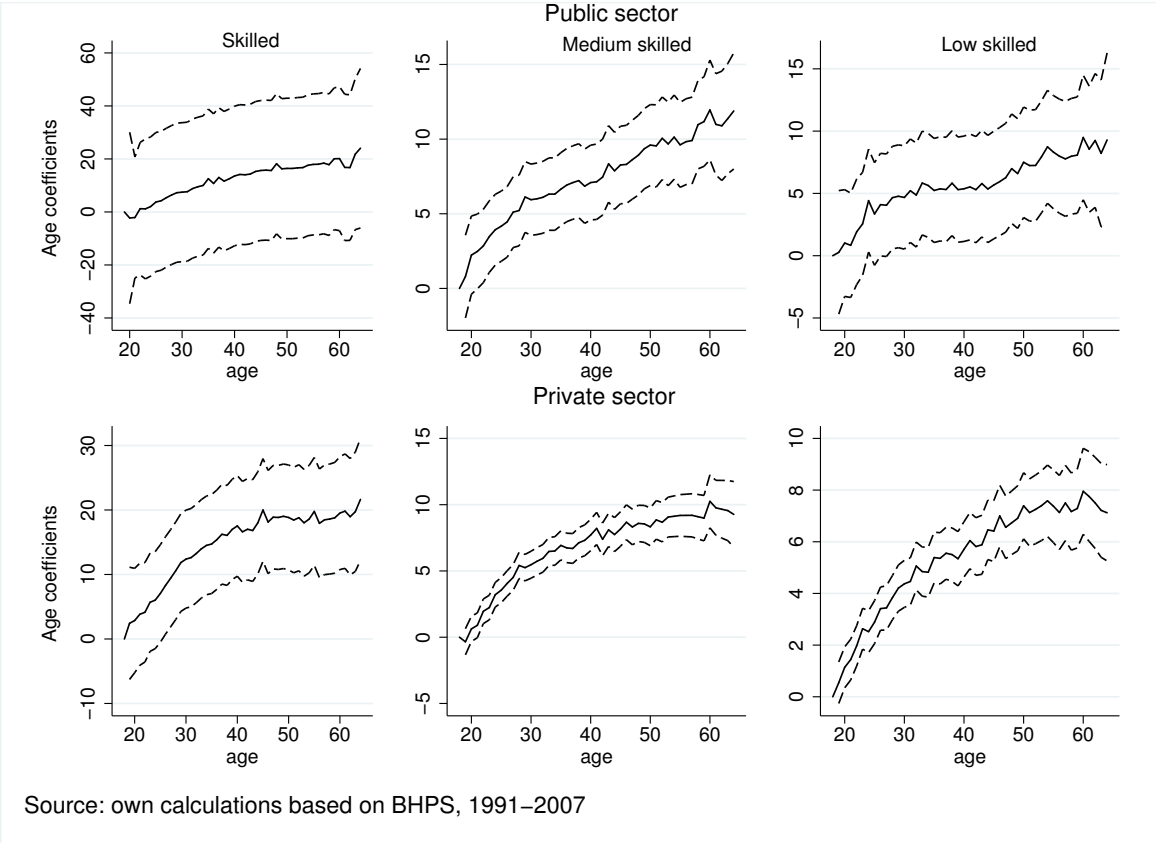 Public sector
Skilled
Medium skilled
Low skilled
Age coefficients
60
40
20
0
−20
−40
20 30 40 50 60
age
15
10
5
0
20 30 40 50 60
age
15
10
5
0
−5
20 30 40 50 60
age
Private sector
Age coefficients
30
20
10
0
−10
20 30 40 50 60
age
15
10
5
0
−5
20 30 40 50 60
age
10
8
6
4
2
0
20 30 40 50 60
age
Source: own calculations based on BHPS, 1991−2007